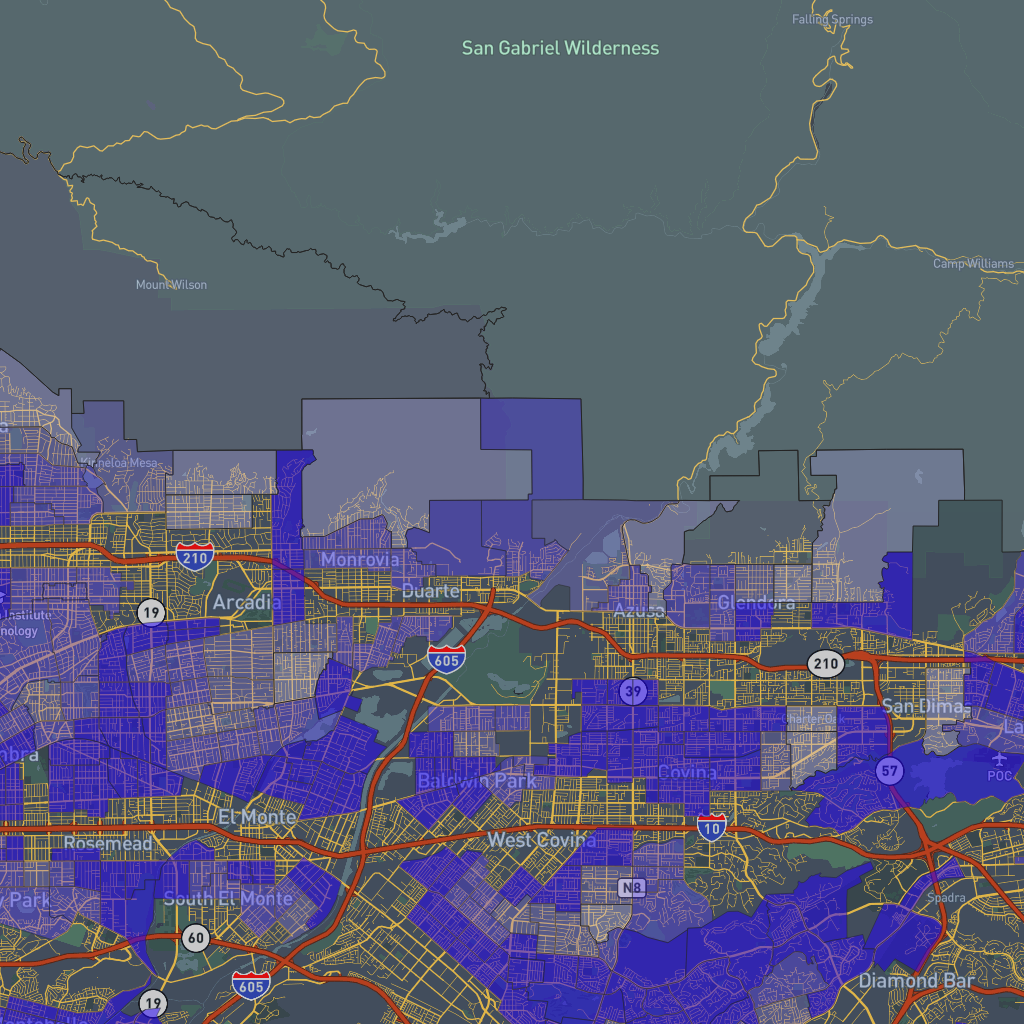 Falling Springs
San Gabriel Wilderness
Camp Williams
Mount Wilson
Kinneloa Mesa
210
Monrovia
Duarte
Arcadia
19
Institute
nology
Azusa
Glendora
605
210
39
San Dimas
Charter Oak
La
mbra
Baldwin Park
Covina
57
POC
El Monte
10
Rosemead
West Covina
y Park
South El Monte
N8
Spadra
60
605
Diamond Bar
19